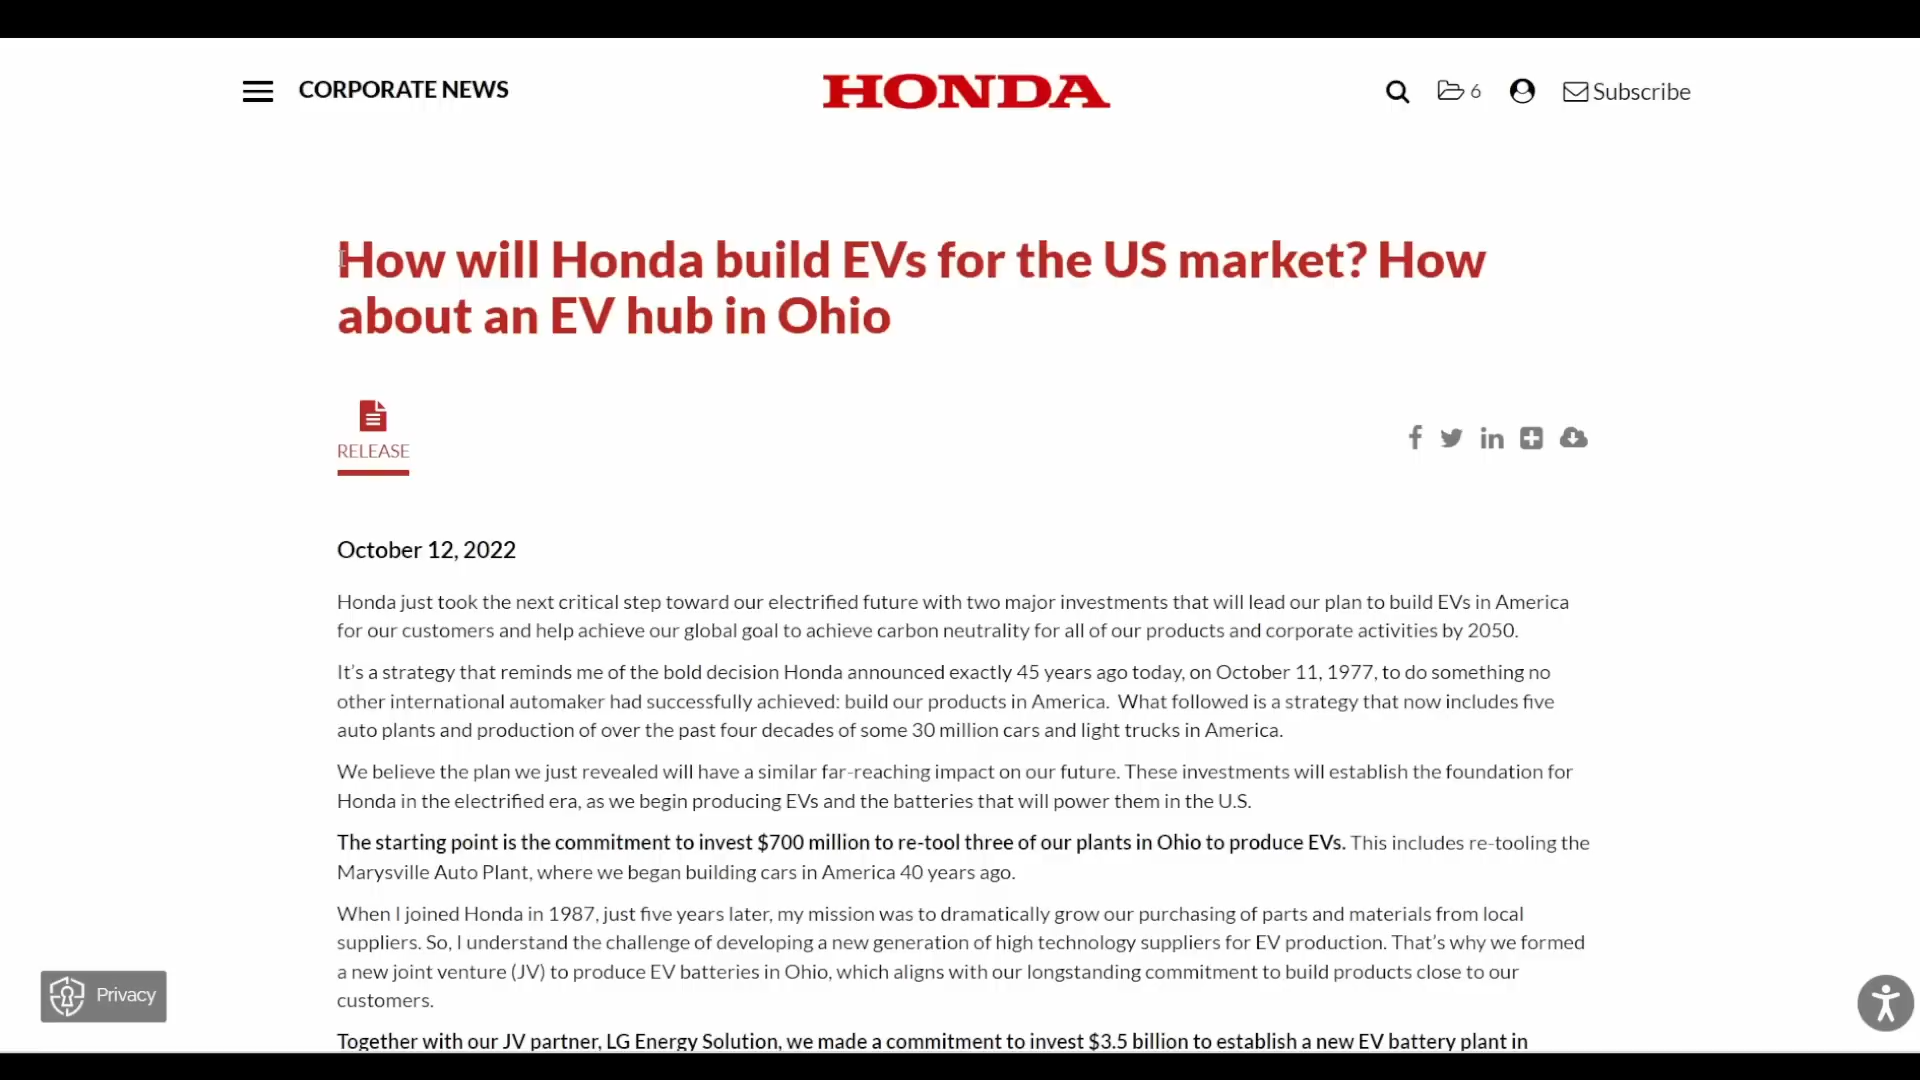 CORPORATE NEWS
HONDA
6
Subscribe
How will Honda build EVs for the US market? How
about an EV hub in Ohio
RELEASE
October 12, 2022
Honda just took the next critical step toward our electrified future with two major investments that will lead our plan to build EVs in America
for our customers and help achieve our global goal to achieve carbon neutrality for all of our products and corporate activities by 2050.
It’s a strategy that reminds me of the bold decision Honda announced exactly 45 years ago today, on October 11, 1977, to do something no
other international automaker had successfully achieved: build our products in America.  What followed is a strategy that now includes five
auto plants and production of over the past four decades of some 30 million cars and light trucks in America.
We believe the plan we just revealed will have a similar far-reaching impact on our future. These investments will establish the foundation for
Honda in the electrified era, as we begin producing EVs and the batteries that will power them in the U.S.
The starting point is the commitment to invest $700 million to re-tool three of our plants in Ohio to produce EVs. This includes re-tooling the
Marysville Auto Plant, where we began building cars in America 40 years ago.
When I joined Honda in 1987, just five years later, my mission was to dramatically grow our purchasing of parts and materials from local
suppliers. So, I understand the challenge of developing a new generation of high technology suppliers for EV production. That’s why we formed
a new joint venture (JV) to produce EV batteries in Ohio, which aligns with our longstanding commitment to build products close to our
customers.
Together with our JV partner, LG Energy Solution, we made a commitment to invest $3.5 billion to establish a new EV battery plant in
Privacy